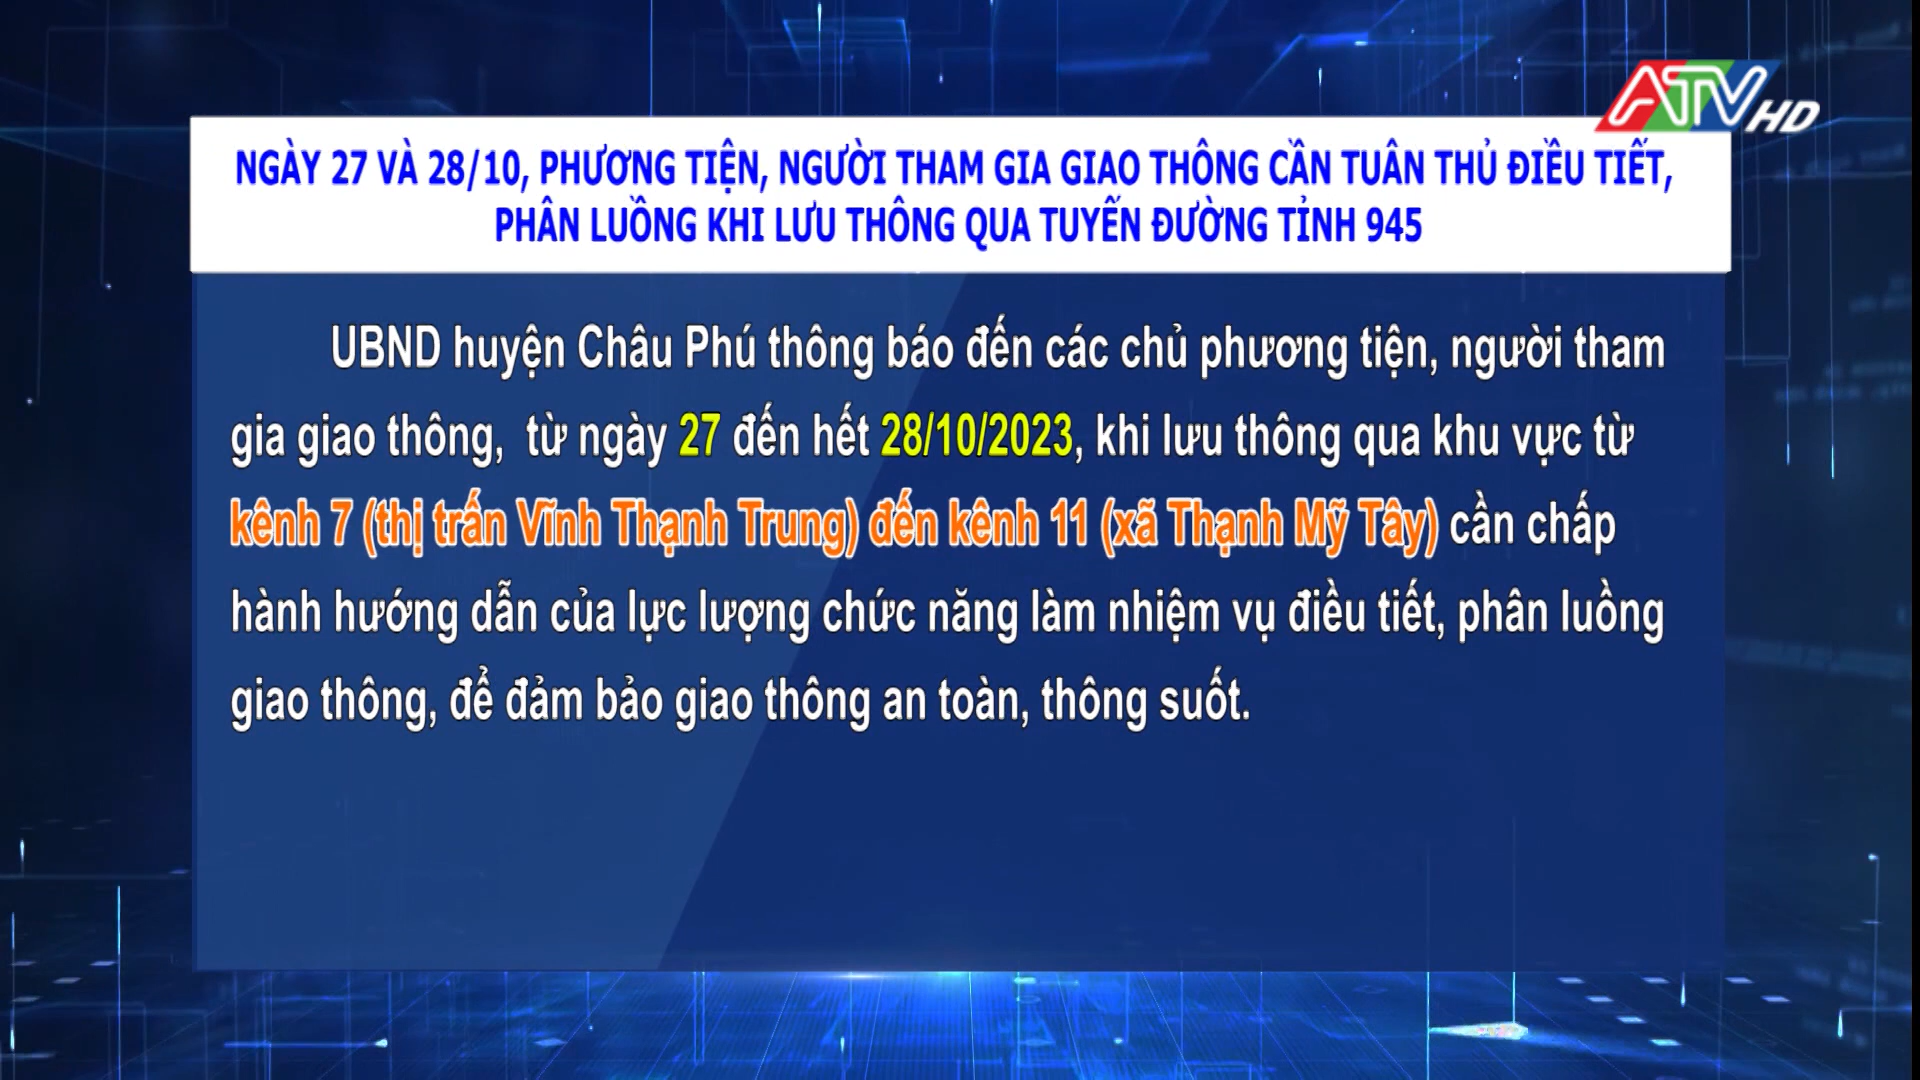 ATV HD
NGÀY 27 VÀ 28/10, PHƯƠNG TIỆN, NGƯỜI THAM GIA GIAO THÔNG CẦN TUÂN THỦ ĐIỀU TIẾT,
PHÂN LUỒNG KHI LƯU THÔNG QUA TUYẾN ĐƯỜNG TỈNH 945
UBND huyện Châu Phú thông báo đến các chủ phương tiện, người tham
gia giao thông, từ ngày 27 đến hết 28/10/2023, khi lưu thông qua khu vực từ
kênh 7 (thị trấn Vĩnh Thạnh Trung) đến kênh 11 (xã Thạnh Mỹ Tây) cần chấp
hành hướng dẫn của lực lượng chức năng làm nhiệm vụ điều tiết, phân luồng
giao thông, để đảm bảo giao thông an toàn, thông suốt.